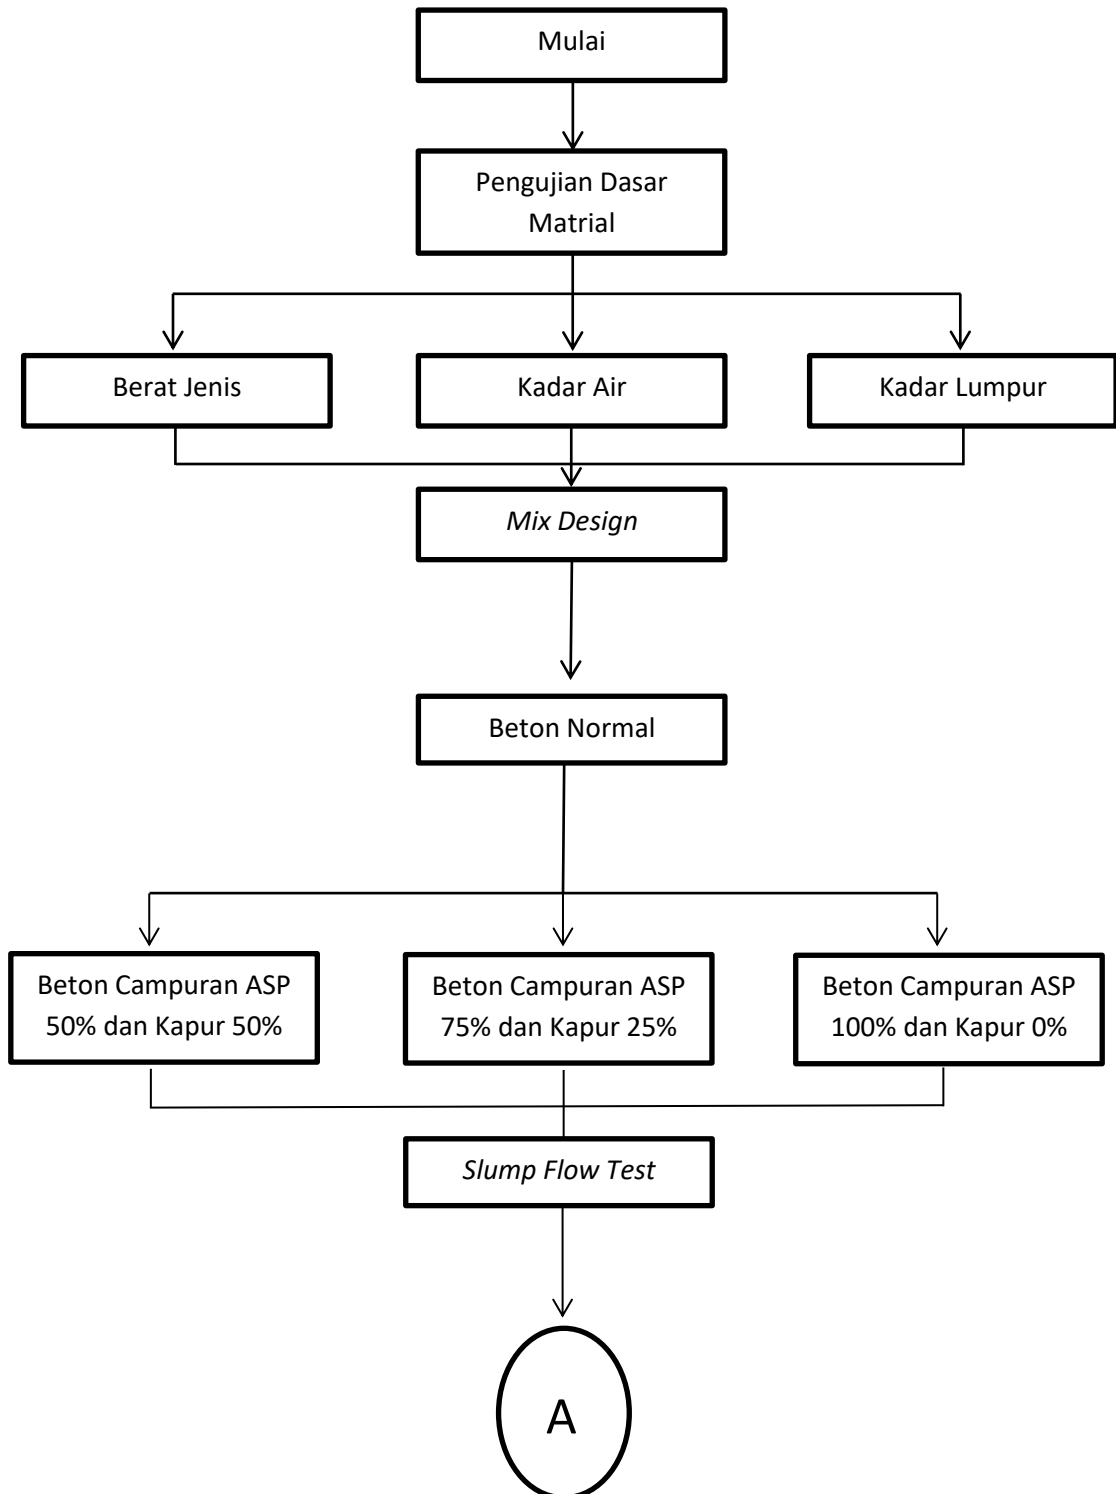 Mulai
Pengujian Dasar
Matrial
Berat Jenis
Kadar Air
Kadar Lumpur
Mix Design
Beton Normal
Beton Campuran ASP
50% dan Kapur 50%
Beton Campuran ASP
75% dan Kapur 25%
Beton Campuran ASP
100% dan Kapur 0%
Slump Flow Test
A